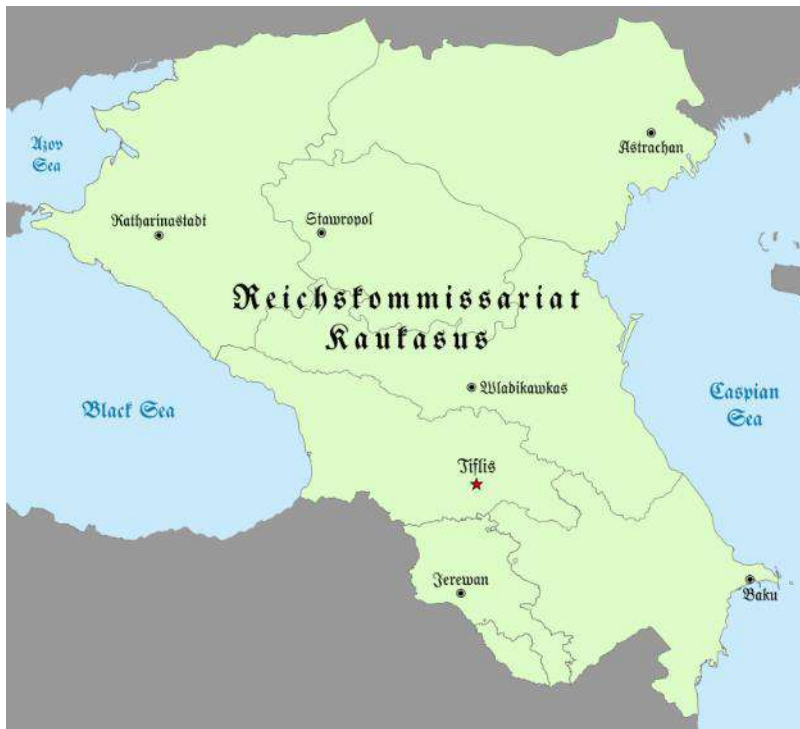 Azov
Sea
Astrachan
Katharinastadt
Stawropol
Reichskommissariat
Kaukasus
Wladikawkas
Black Sea
Caspian
Sea
Tiflis
Jerewan
Baku